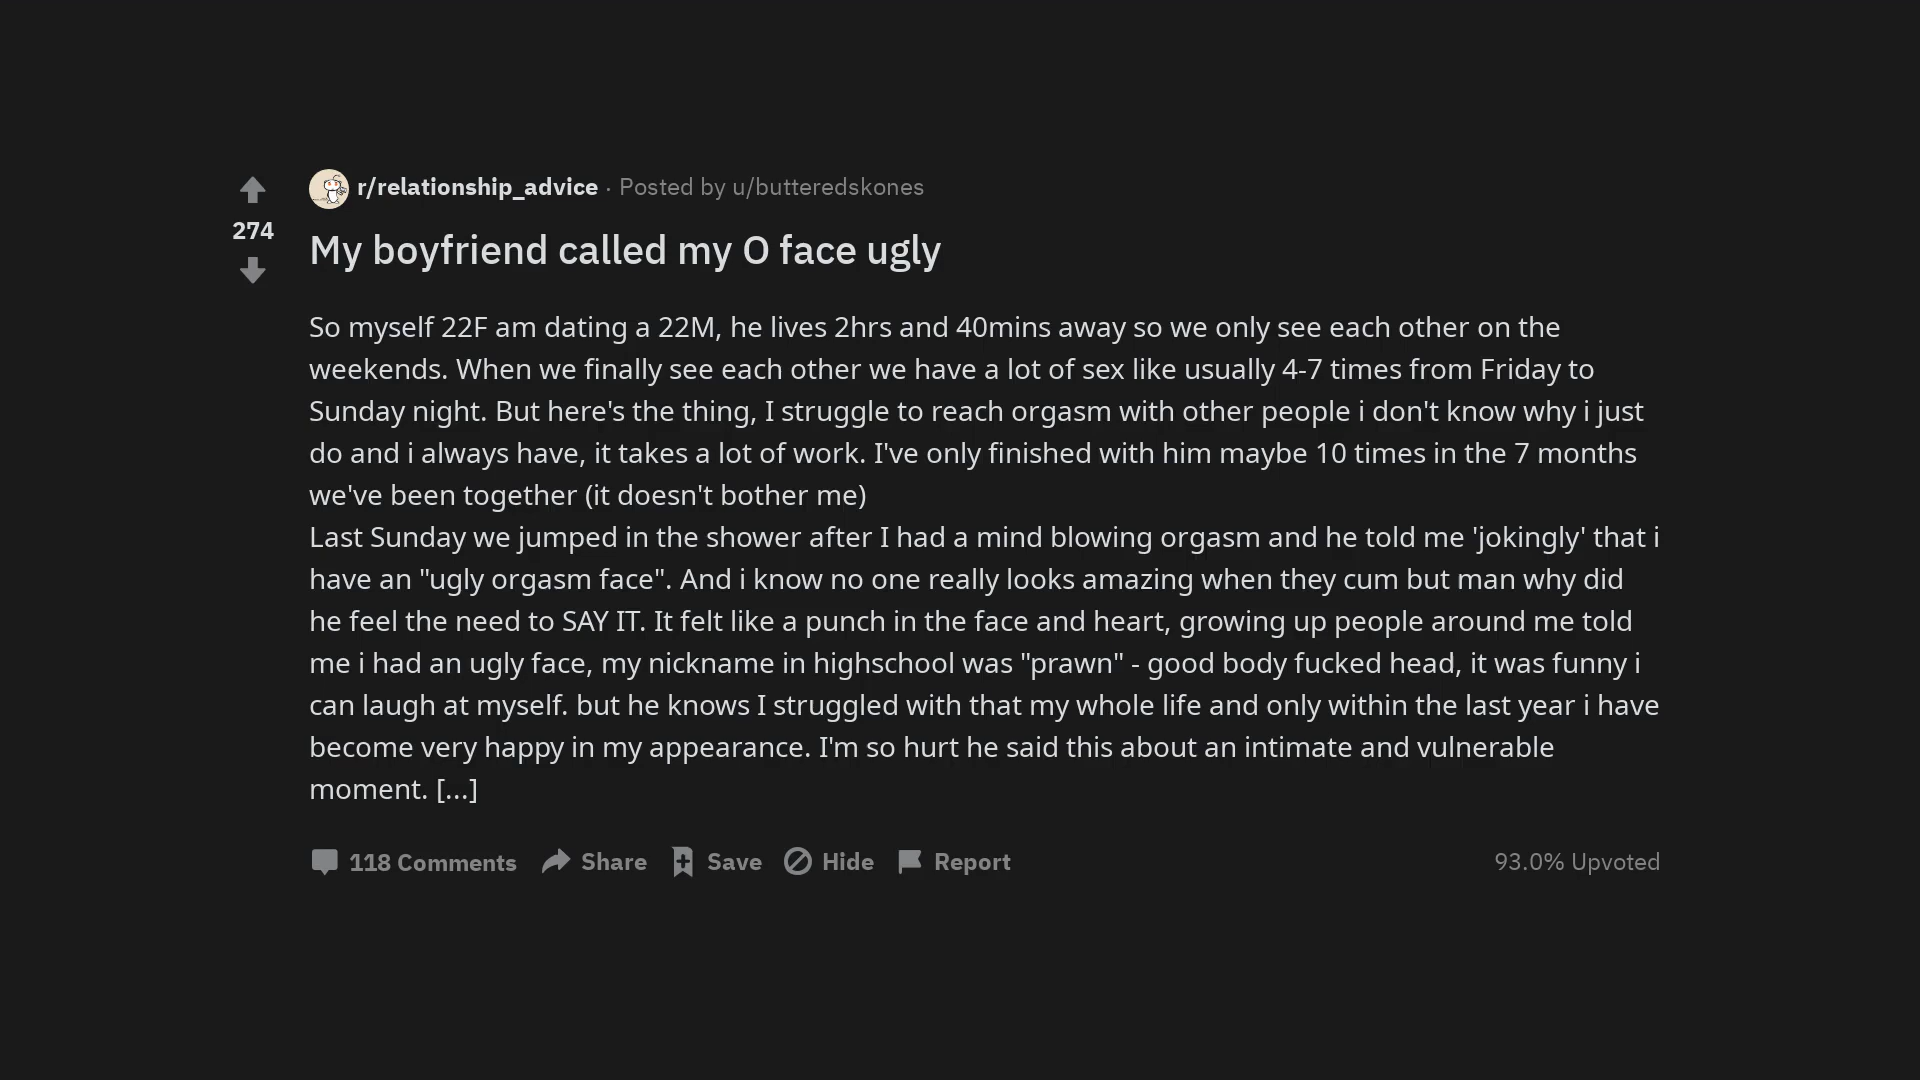 r/relationship_advice · Posted by u/butteredskones
274
My boyfriend called my O face ugly
So myself 22F am dating a 22M, he lives 2hrs and 40mins away so we only see each other on the
weekends. When we finally see each other we have a lot of sex like usually 4-7 times from Friday to
Sunday night. But here's the thing, I struggle to reach orgasm with other people i don't know why i just
do and i always have, it takes a lot of work. I've only finished with him maybe 10 times in the 7 months
we've been together (it doesn't bother me)
Last Sunday we jumped in the shower after I had a mind blowing orgasm and he told me 'jokingly' that i
have an "ugly orgasm face". And i know no one really looks amazing when they cum but man why did
he feel the need to SAY IT. It felt like a punch in the face and heart, growing up people around me told
me i had an ugly face, my nickname in highschool was "prawn" - good body fucked head, it was funny i
can laugh at myself. but he knows I struggled with that my whole life and only within the last year i have
become very happy in my appearance. I'm so hurt he said this about an intimate and vulnerable
moment. [...]
118 Comments Share Save Hide Report 93.0% Upvoted